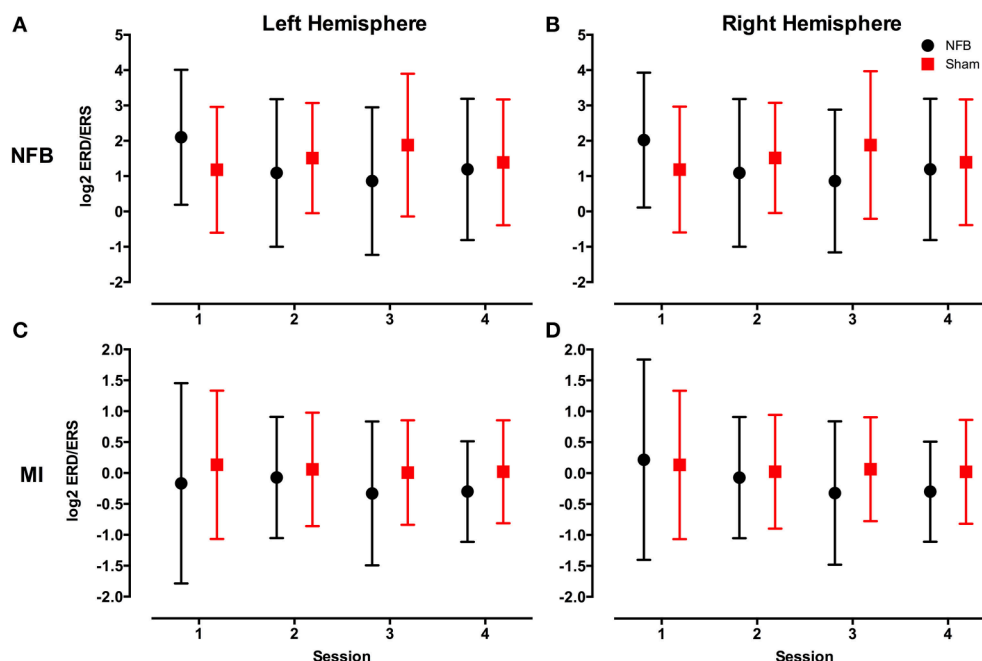 A
Left Hemisphere
B
Right Hemisphere
NFB
Sham
NFB
log2 ERD/ERS
5
4
3
2
1
0
-1
-2
1 2 3 4
5
4
3
2
1
0
-1
-2
1 2 3 4
C
D
MI
log2 ERD/ERS
2.0
1.5
1.0
0.5
0.0
-0.5
-1.0
-1.5
-2.0
1 2 3 4
Session
2.0
1.5
1.0
0.5
0.0
-0.5
-1.0
-1.5
-2.0
1 2 3 4
Session